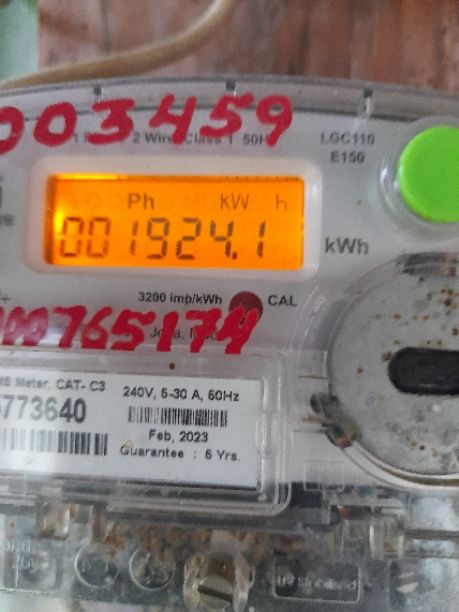 003459
2 Wire Class 1 50H
LGC110
E150
Ph kW h
001924.1
kWh
3200 imp/kWh
CAL
MS Meter, CAT- C3
773640
240V, 5-30 A, 50Hz
Feb, 2023
Guarantee : 5 Yrs.